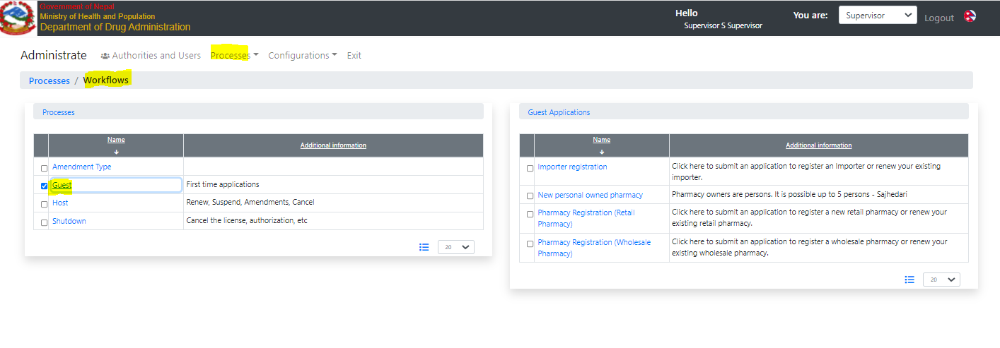 Government of Nepal
Ministry of Health and Population
Department of Drug Administration
Hello
Supervisor S Supervisor
You are:
Supervisor
Logout
Administrate
Authorities and Users
Processes
Configurations
Exit
Processes / Workflows
Processes
Name
Additional information
Amendment Type
Guest
First time applications
Host
Renew, Suspend, Amendments, Cancel
Shutdown
Cancel the license, authorization, etc
20
Guest Applications
Name
Additional information
Importer registration
Click here to submit an application to register an Importer or renew your existing
importer.
New personal owned pharmacy
Pharmacy owners are persons. It is possible up to 5 persons - Sajhedari
Pharmacy Registration (Retail
Pharmacy)
Click here to submit an application to register a new retail pharmacy or renew your
existing retail pharmacy.
Pharmacy Registration (Wholesale
Pharmacy)
Click here to submit an application to register a wholesale pharmacy or renew your
existing wholesale pharmacy.
20